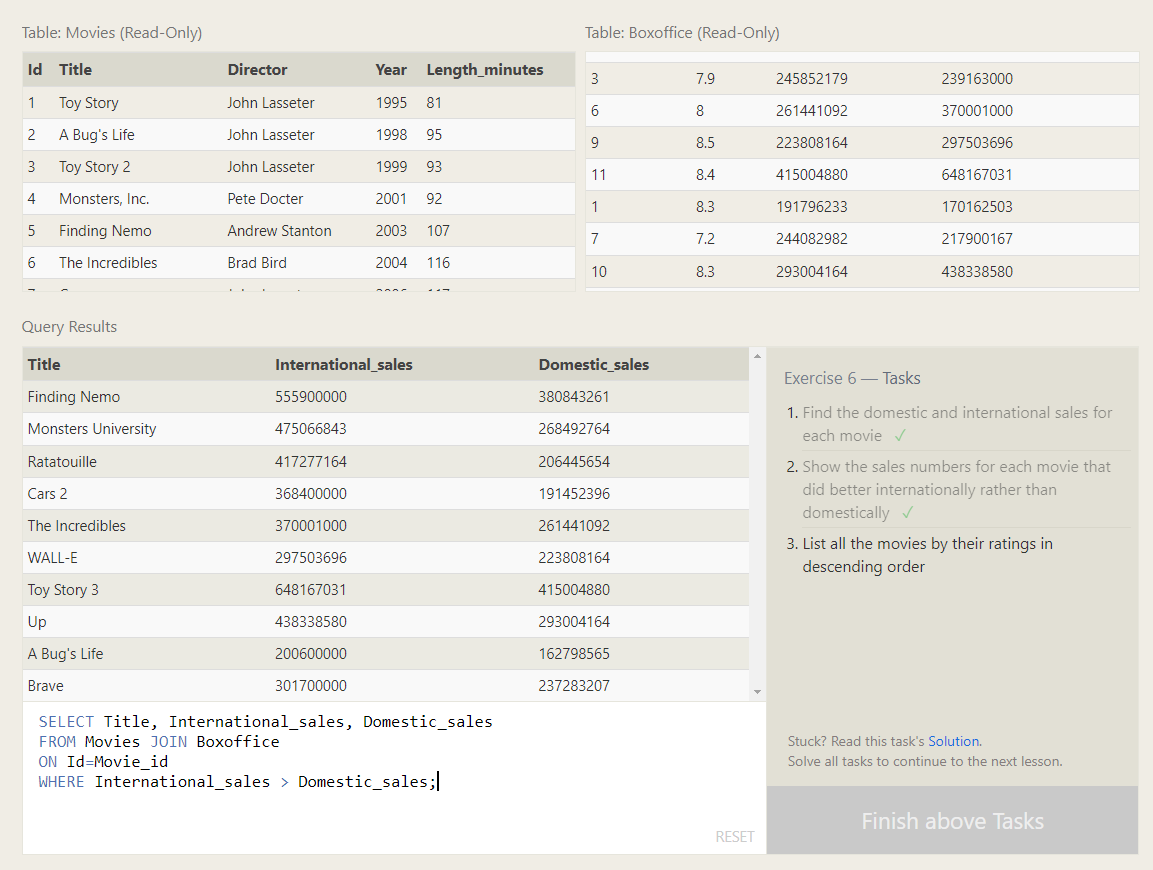 Table: Movies (Read-Only)
Id Title Director Year Length_minutes
1 Toy Story John Lasseter 1995 81
2 A Bug's Life John Lasseter 1998 95
3 Toy Story 2 John Lasseter 1999 93
4 Monsters, Inc. Pete Docter 2001 92
5 Finding Nemo Andrew Stanton 2003 107
6 The Incredibles Brad Bird 2004 116
Table: Boxoffice (Read-Only)
3 7.9 245852179 239163000
6 8 261441092 370001000
9 8.5 223808164 297503696
11 8.4 415004880 648167031
1 8.3 191796233 170162503
7 7.2 244082982 217900167
10 8.3 293004164 438338580
Query Results
Title International_sales Domestic_sales
Finding Nemo 555900000 380843261
Monsters University 475066843 268492764
Ratatouille 417277164 206445654
Cars 2 368400000 191452396
The Incredibles 370001000 261441092
WALL-E 297503696 223808164
Toy Story 3 648167031 415004880
Up 438338580 293004164
A Bug's Life 200600000 162798565
Brave 301700000 237283207
SELECT Title, International_sales, Domestic_sales
FROM Movies JOIN Boxoffice
ON Id=Movie_id
WHERE International_sales > Domestic_sales;
RESET
Exercise 6 — Tasks
1. Find the domestic and international sales for
each movie ✓
2. Show the sales numbers for each movie that
did better internationally rather than
domestically ✓
3. List all the movies by their ratings in
descending order
Stuck? Read this task's Solution.
Solve all tasks to continue to the next lesson.
Finish above Tasks